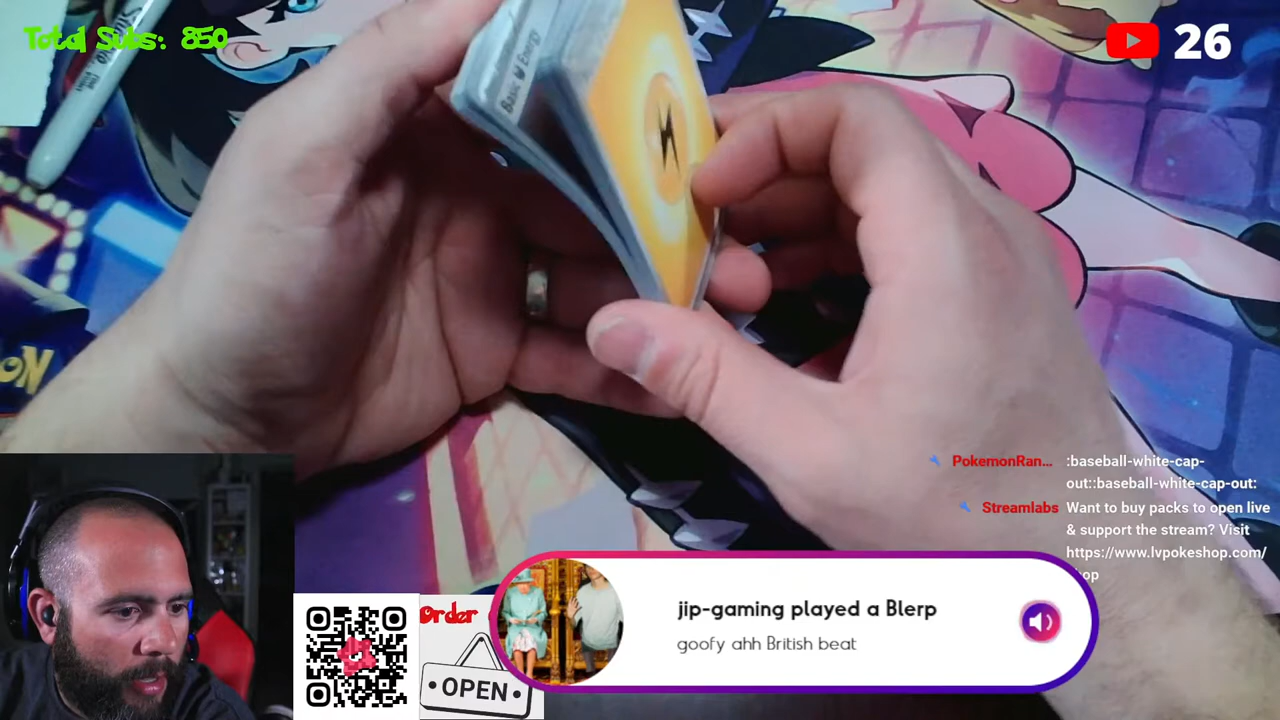 Total Subs: 850
26
Basic Energy
ON
PokemonRan... :baseball-white-cap-
out::baseball-white-cap-out:
Streamlabs Want to buy packs to open live
& support the stream? Visit
https://www.lvpokeshop.com/
hop
Order
OPEN
jip-gaming played a Blerp
goofy ahh British beat